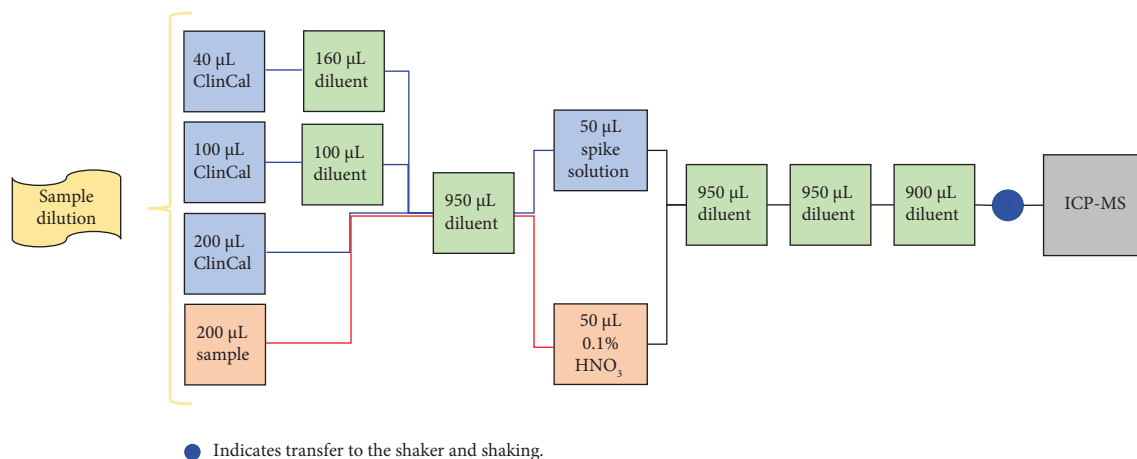 Sample
dilution
40 μL
ClinCal
160 μL
diluent
100 μL
ClinCal
100 μL
diluent
200 μL
ClinCal
200 μL
sample
950 μL
diluent
50 μL
spike
solution
50 μL
0.1%
HNO₃
950 μL
diluent
950 μL
diluent
900 μL
diluent
ICP-MS
Indicates transfer to the shaker and shaking.